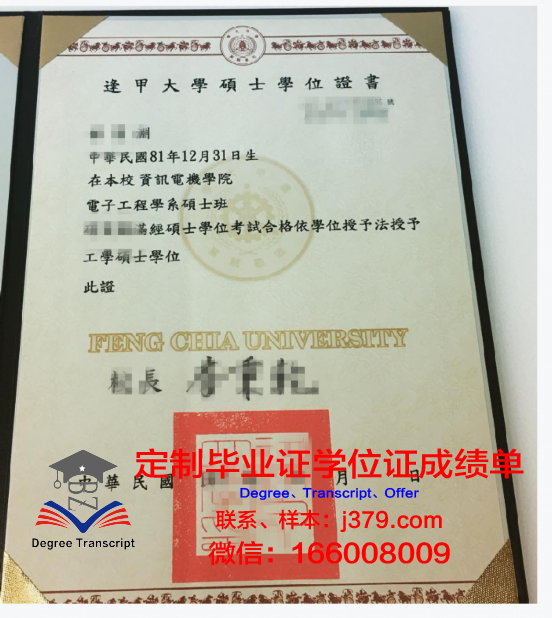 逢甲大學碩士學位證書
號
中華民國81年12月31日生
在本校 資訊電機學院
電子工程學系碩士班
經碩士學位考試合格依學位授予法授予
工學碩士學位
此證
FENG CHIA UNIVERSITY
校長
定制毕业证学位证成绩单
中華民國 月 日
Degree、Transcript、Offer
联系、样本：j379.com
Degree Transcript
微信：166008009